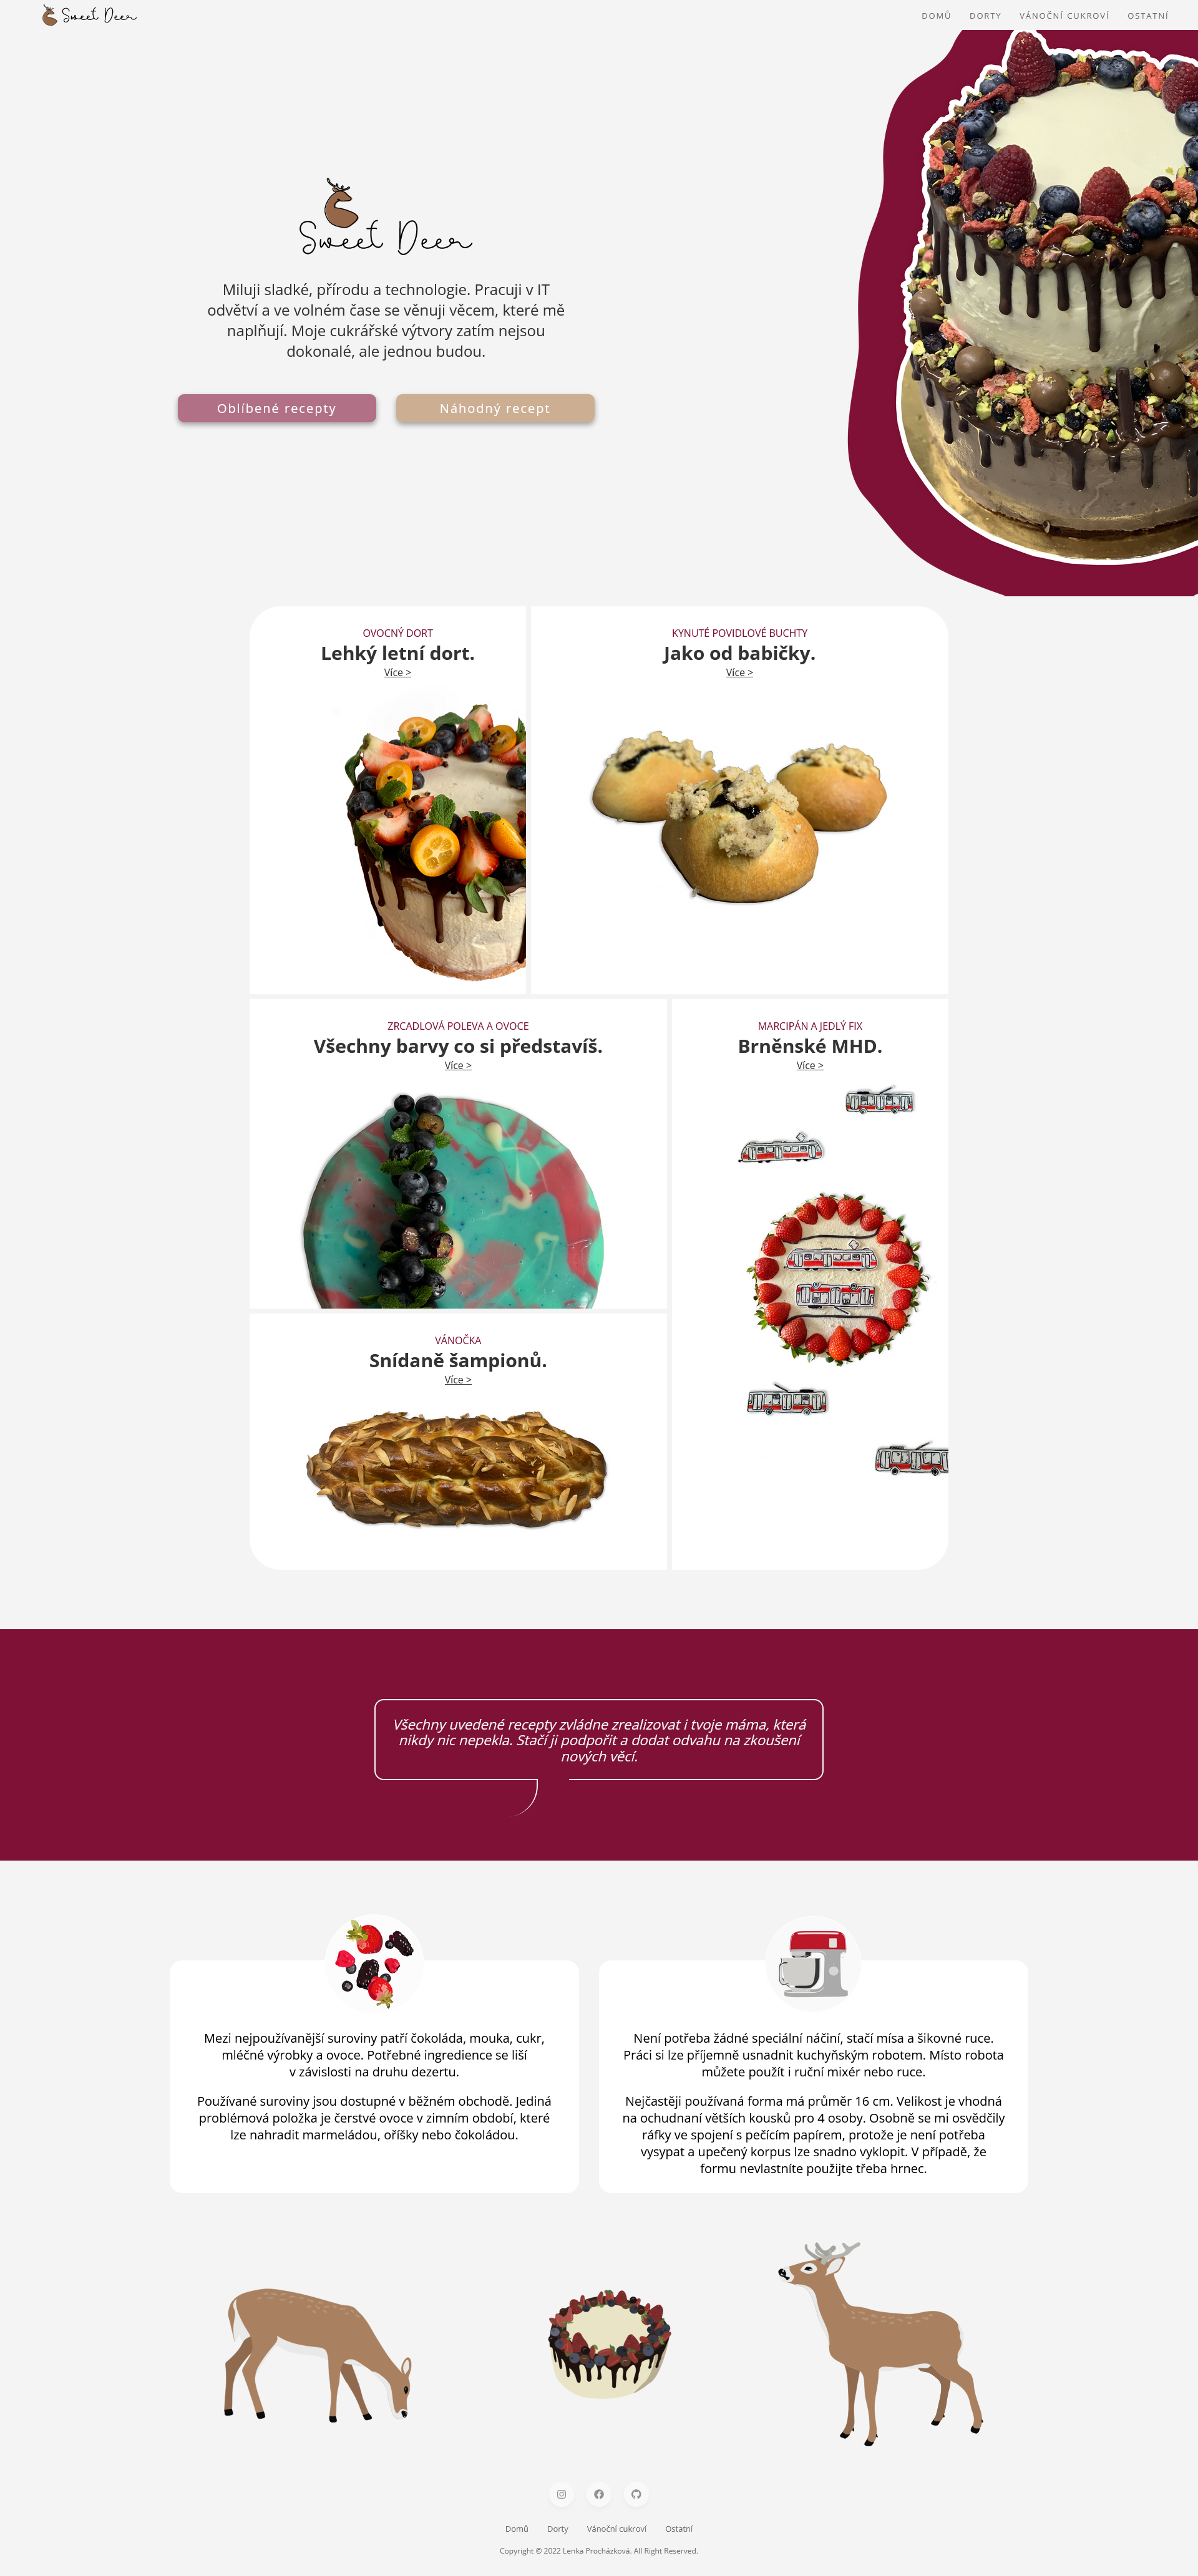 Sweet Deer
DOMŮ DORTY VÁNOČNÍ CUKROVÍ OSTATNÍ
Sweet Deer
Miluji sladké, přírodu a technologie. Pracuji v IT
odvětví a ve volném čase se věnuji věcem, které mě
naplňují. Moje cukrářské výtvory zatím nejsou
dokonalé, ale jednou budou.
Oblíbené recepty
Náhodný recept
OVOCNÝ DORT
Lehký letní dort.
Více >
KYNUTÉ POVIDLOVÉ BUCHTY
Jako od babičky.
Více >
ZRCADLOVÁ POLEVA A OVOCE
Všechny barvy co si představíš.
Více >
MARCIPÁN A JEDLÝ FIX
Brněnské MHD.
Více >
VÁNOČKA
Snídaně šampionů.
Více >
Všechny uvedené recepty zvládne zrealizovat i tvoje máma, která
nikdy nic nepekla. Stačí ji podpořit a dodat odvahu na zkoušení
nových věcí.
Mezi nejpoužívanější suroviny patří čokoláda, mouka, cukr,
mléčné výrobky a ovoce. Potřebné ingredience se liší
v závislosti na druhu dezertu.
Používané suroviny jsou dostupné v běžném obchodě. Jediná
problémová položka je čerstvé ovoce v zimním období, které
lze nahradit marmeládou, oříšky nebo čokoládou.
Není potřeba žádné speciální náčiní, stačí mísa a šikovné ruce.
Práci si lze příjemně usnadnit kuchyňským robotem. Místo robota
můžete použít i ruční mixér nebo ruce.
Nejčastěji používaná forma má průměr 16 cm. Velikost je vhodná
na ochudnaní větších kousků pro 4 osoby. Osobně se mi osvědčily
ráfky ve spojení s pečícím papírem, protože je není potřeba
vysypat a upečený korpus lze snadno vyklopit. V případě, že
formu nevlastníte použijte třeba hrnec.
Domů Dorty Vánoční cukroví Ostatní
Copyright © 2022 Lenka Procházková. All Right Reserved.